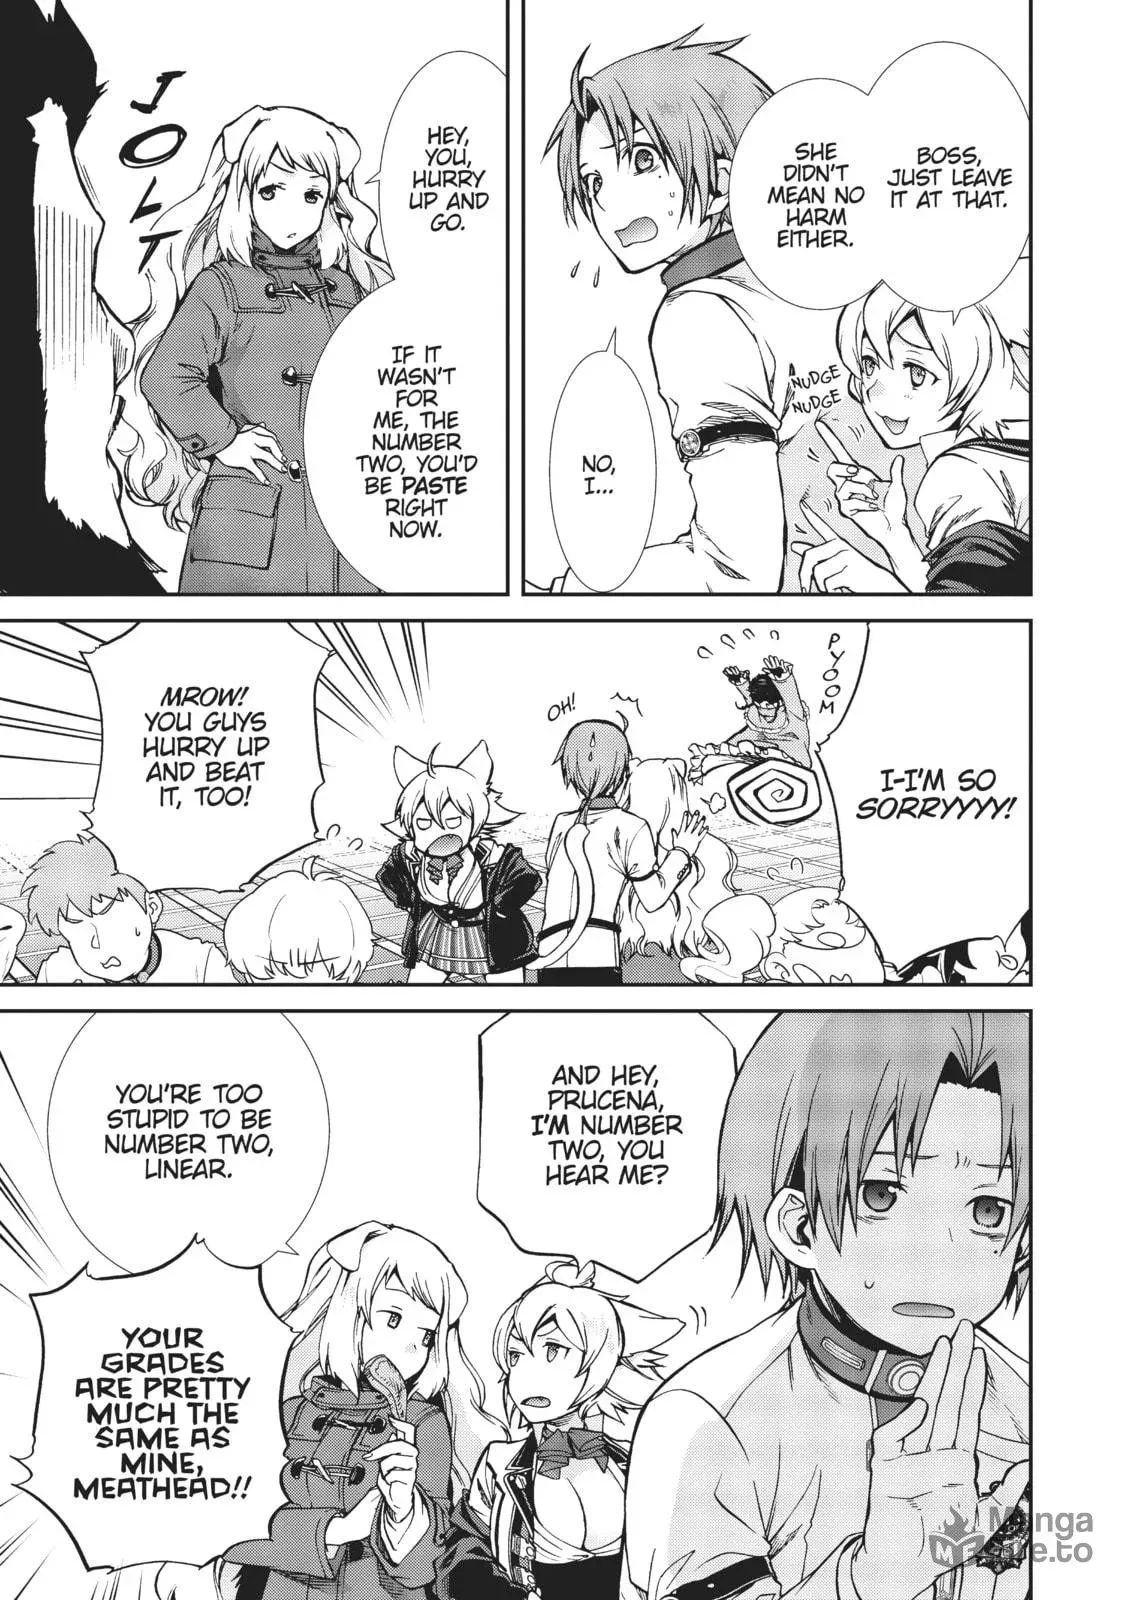 BOSS,
JUST LEAVE
IT AT THAT.
SHE
DIDN'T
MEAN NO
HARM
EITHER.
NUDGE
NUDGE
NO,
I...
HEY,
YOU,
HURRY
UP AND
GO.
IF IT
WASN'T
FOR
ME, THE
NUMBER
TWO, YOU'D
BE PASTE
RIGHT
NOW.
JOLT
PYOOM
I-I'M SO
SORRYYYY!
OH!
MROW!
YOU GUYS
HURRY UP
AND BEAT
IT, TOO!
AND HEY,
PRUCENA,
I'M NUMBER
TWO, YOU
HEAR ME?
YOU'RE TOO
STUPID TO BE
NUMBER TWO,
LINEAR.
YOUR
GRADES
ARE PRETTY
MUCH THE
SAME AS
MINE,
MEATHEAD!!
Manga
.to